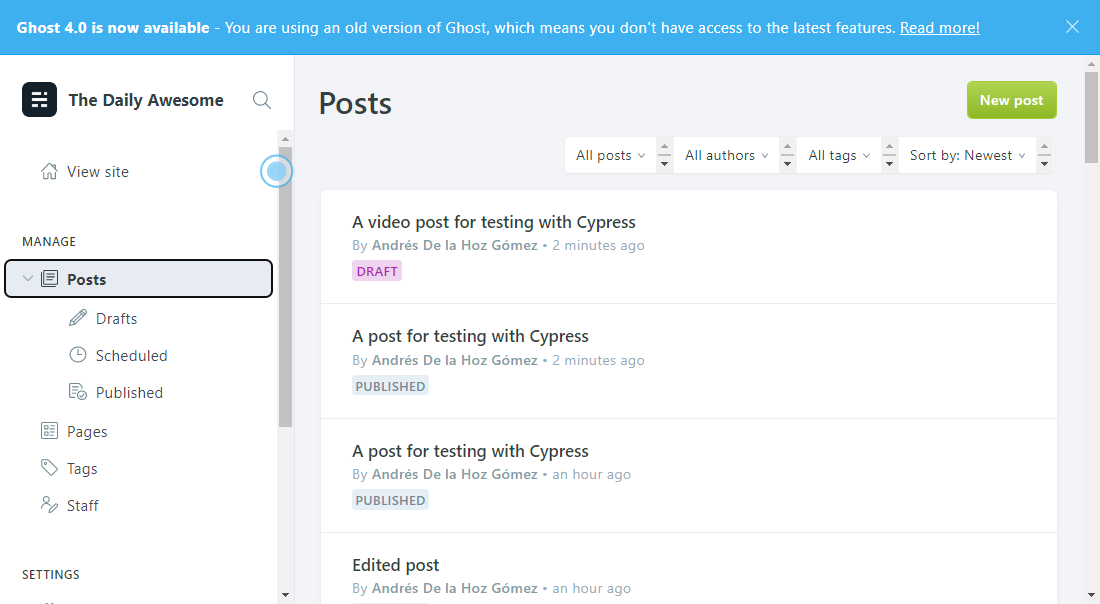 Ghost 4.0 is now available - You are using an old version of Ghost, which means you don't have access to the latest features. Read more!
The Daily Awesome
View site
MANAGE
Posts
Drafts
Scheduled
Published
Pages
Tags
Staff
SETTINGS
Posts
New post
All posts
All authors
All tags
Sort by: Newest
A video post for testing with Cypress
By Andrés De la Hoz Gómez • 2 minutes ago
DRAFT
A post for testing with Cypress
By Andrés De la Hoz Gómez • 2 minutes ago
PUBLISHED
A post for testing with Cypress
By Andrés De la Hoz Gómez • an hour ago
PUBLISHED
Edited post
By Andrés De la Hoz Gómez • an hour ago